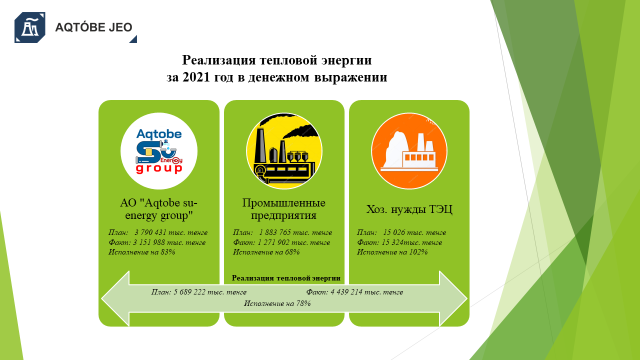 AQTÓBE JEO
Реализация тепловой энергии
за 2021 год в денежном выражении
Aqtobe
Su
Energy
group
АО "Aqtobe su-
energy group"
План: 3 790 431 тыс. тенге
Факт: 3 151 988 тыс. тенге
Исполнение на 83%
Промышленные
предприятия
План: 1 883 765 тыс. тенге
Факт: 1 271 902 тыс. тенге
Исполнение на 68%
Хоз. нужды ТЭЦ
План: 15 026 тыс. тенге
Факт: 15 324тыс. тенге
Исполнение на 102%
Реализация тепловой энергии
План: 5 689 222 тыс. тенге Факт: 4 439 214 тыс. тенге
Исполнение на 78%